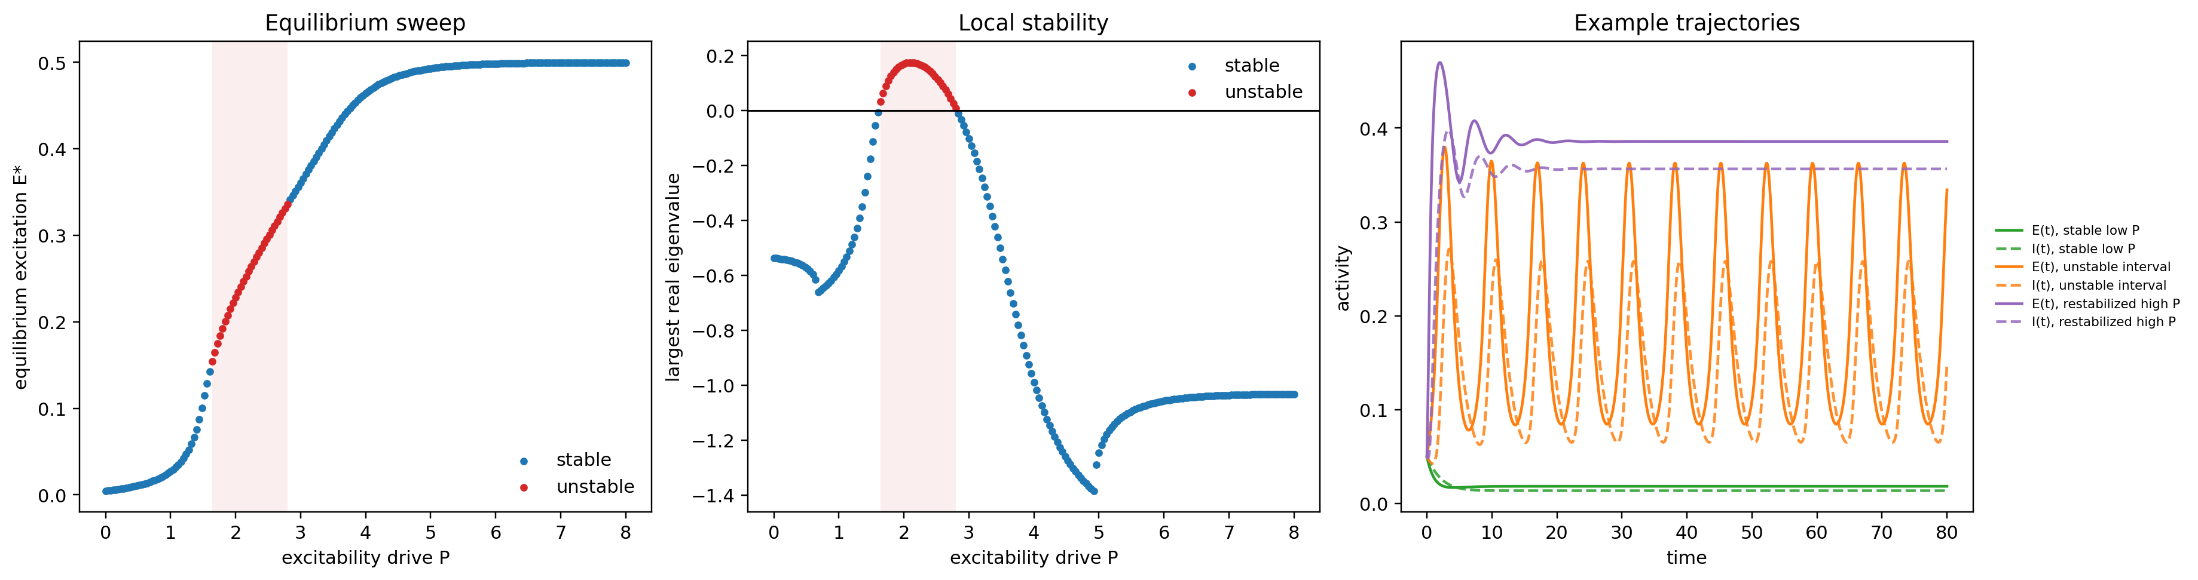 Equilibrium sweep
equilibrium excitation E*
0.5
0.4
0.3
0.2
0.1
0.0
stable
unstable
0 1 2 3 4 5 6 7 8
excitability drive P
Local stability
largest real eigenvalue
0.2
0.0
−0.2
−0.4
−0.6
−0.8
−1.0
−1.2
−1.4
stable
unstable
0 1 2 3 4 5 6 7 8
excitability drive P
Example trajectories
activity
0.4
0.3
0.2
0.1
0.0
0 10 20 30 40 50 60 70 80
time
E(t), stable low P
I(t), stable low P
E(t), unstable interval
I(t), unstable interval
E(t), restabilized high P
I(t), restabilized high P